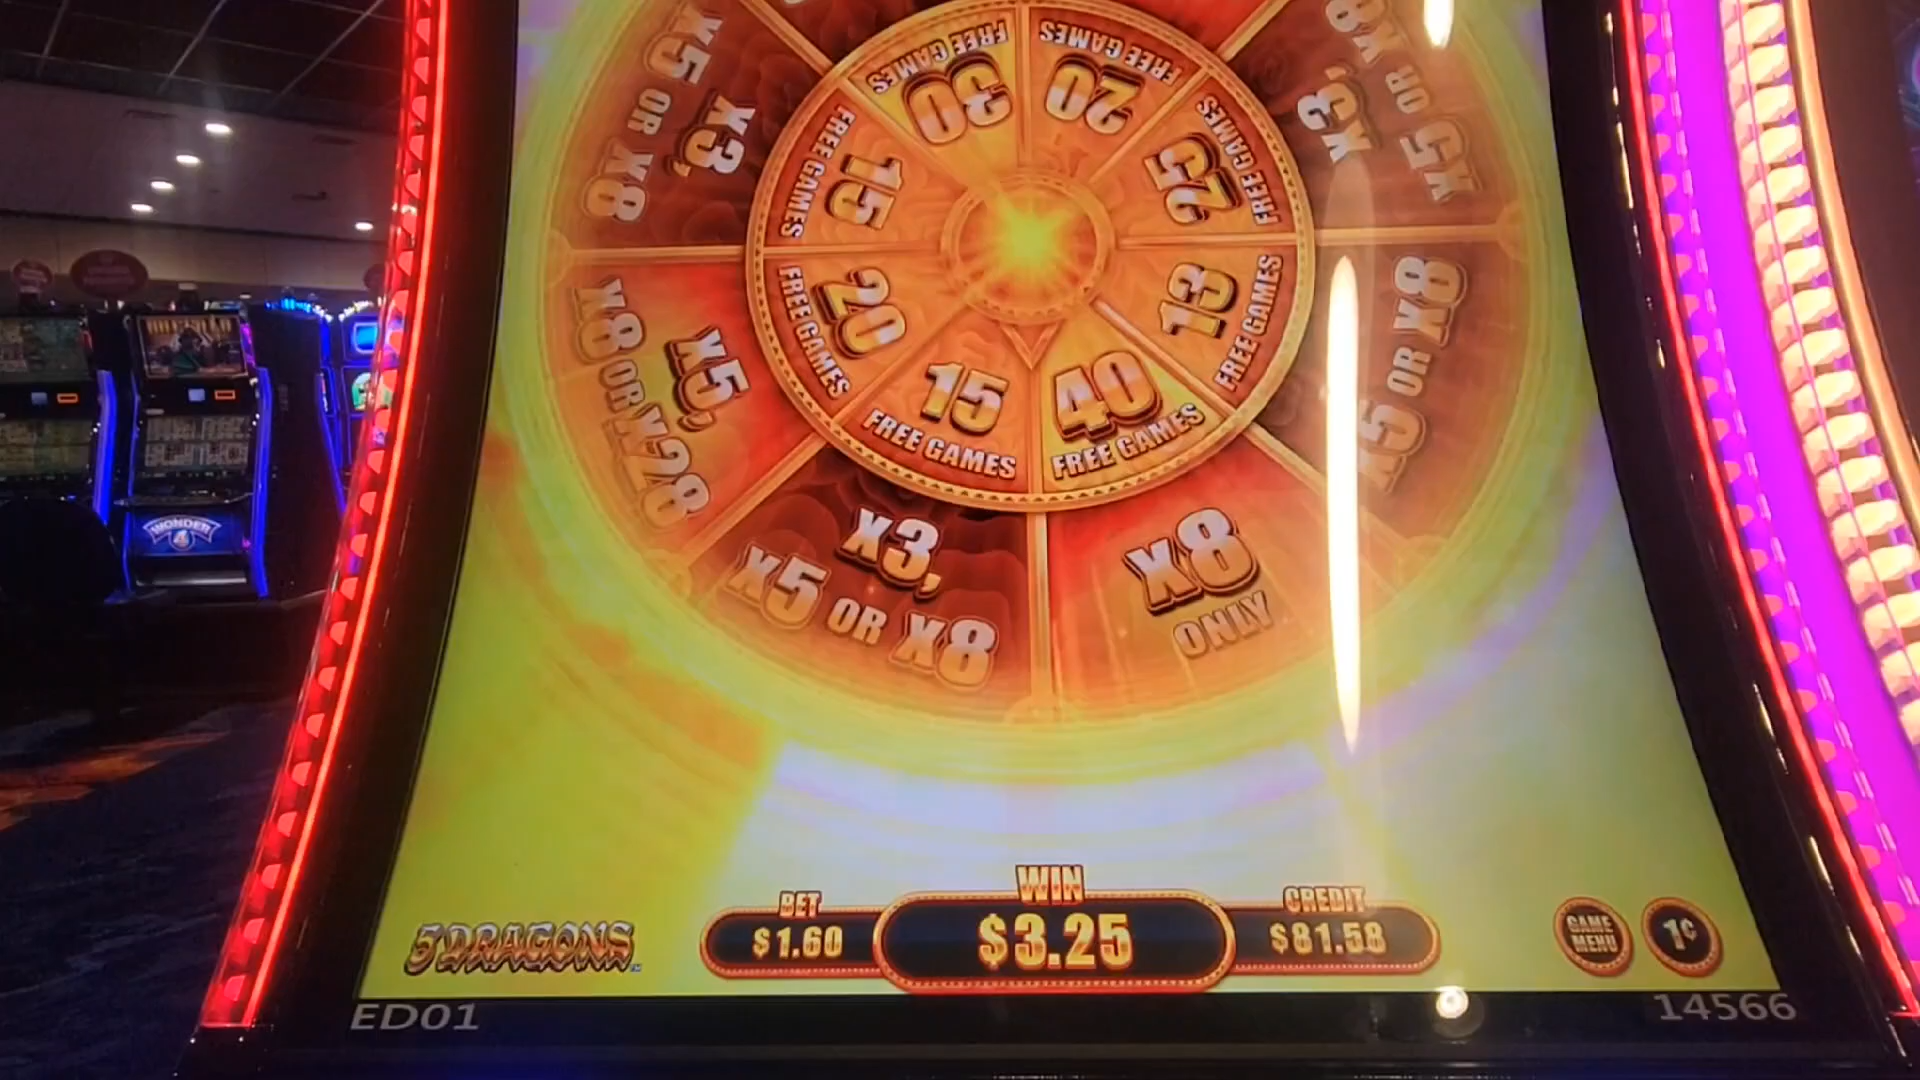 X5 OR X8
X3,
FREE GAMES
30
FREE GAMES
20
X3,
X5 OR X8
FREE GAMES
15
FREE GAMES
25
FREE GAMES
20
FREE GAMES
13
X5 OR X8
X5,
X8 OR X28
15
FREE GAMES
40
FREE GAMES
X3,
X5 OR X8
X8
ONLY
WONDER
4
5 DRAGONS
BET
$1.60
WIN
$3.25
CREDIT
$81.58
GAME
MENU
1¢
ED01
14566